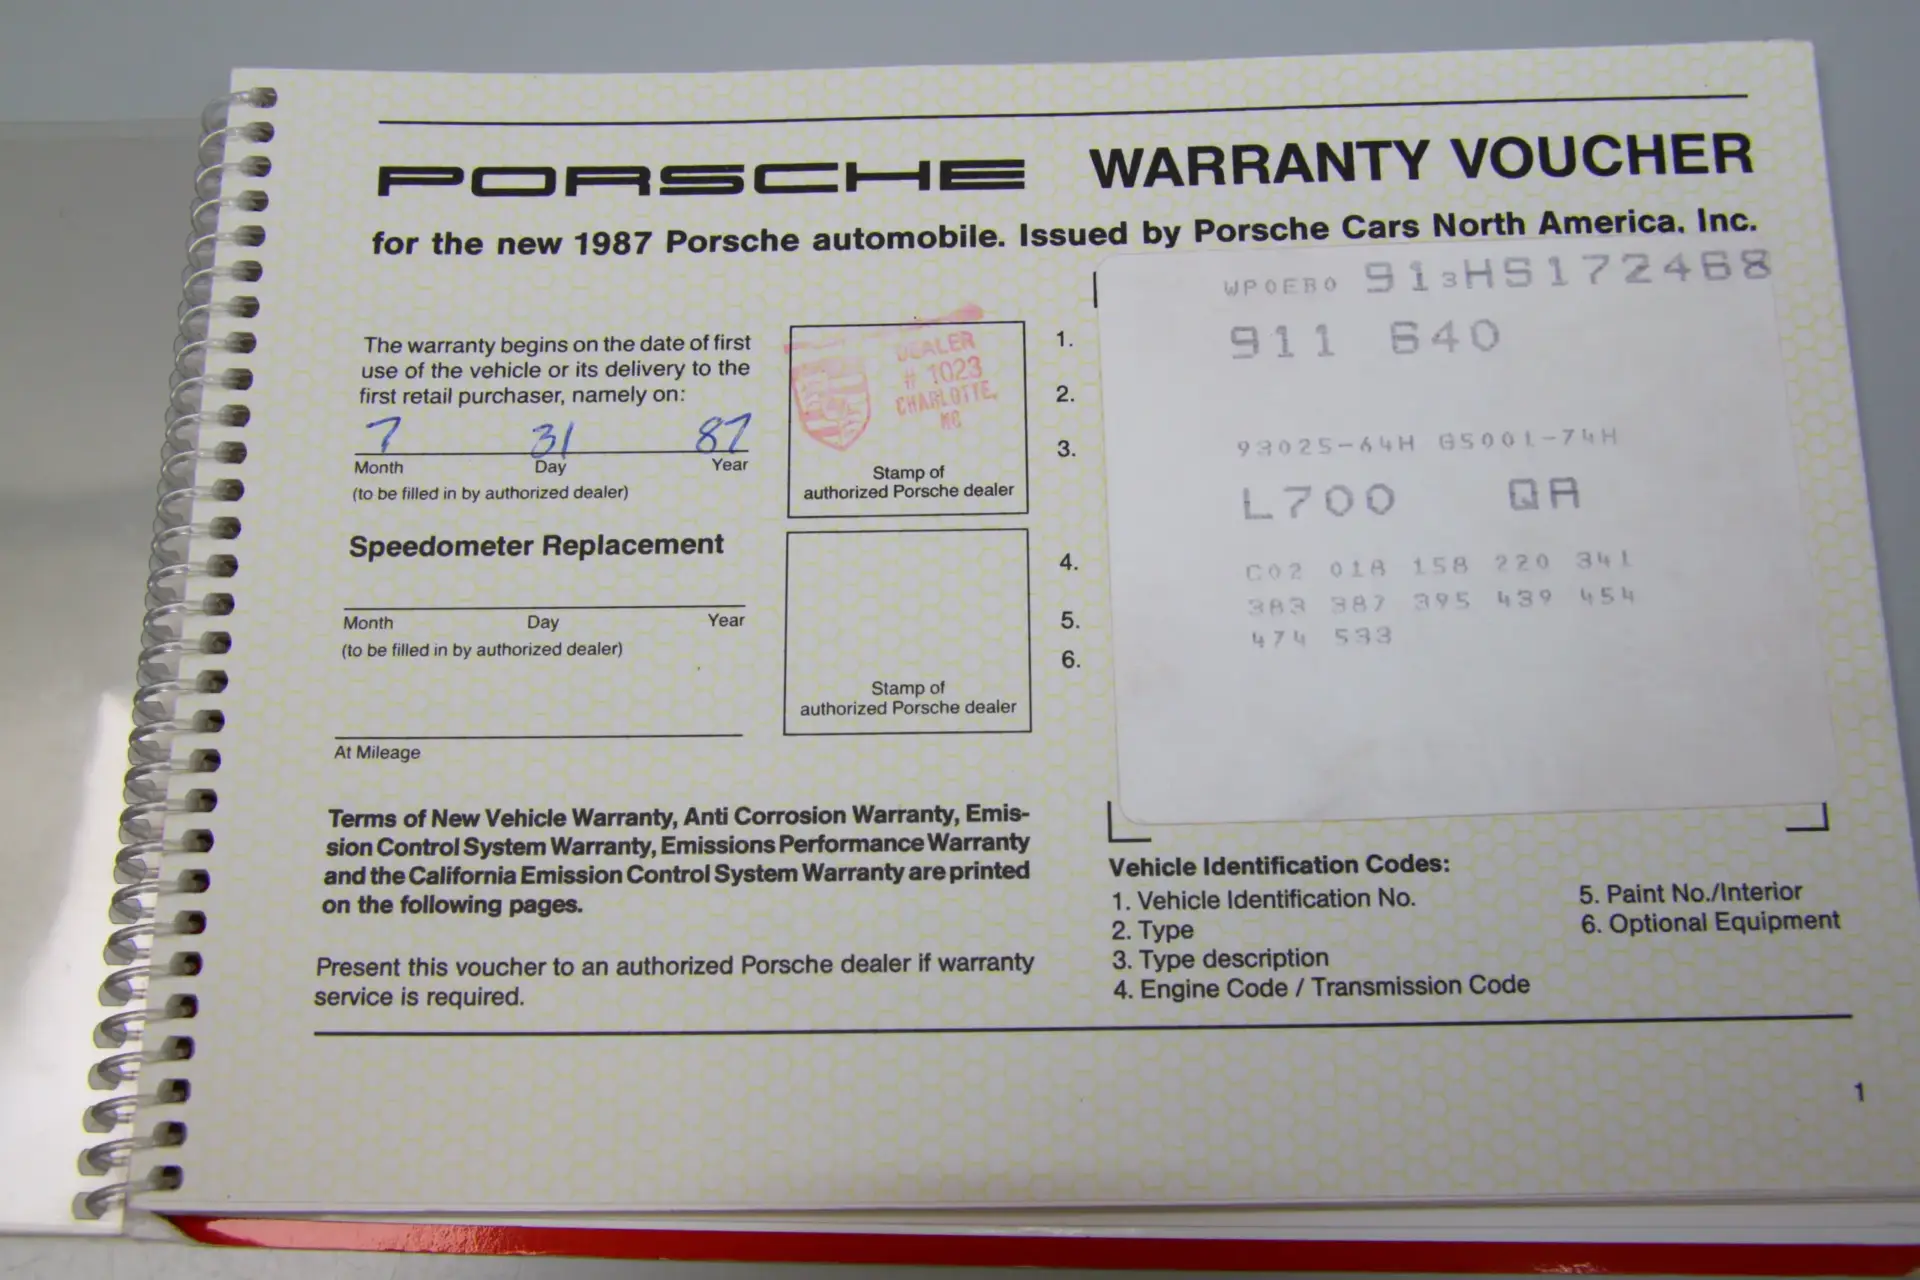 PORSCHE WARRANTY VOUCHER
for the new 1987 Porsche automobile. Issued by Porsche Cars North America. Inc.
The warranty begins on the date of first
use of the vehicle or its delivery to the
first retail purchaser, namely on:
7 31 87
Month Day Year
(to be filled in by authorized dealer)
DEALER
# 1023
CHARLOTTE,
NC
Stamp of
authorized Porsche dealer
Speedometer Replacement
Month Day Year
(to be filled in by authorized dealer)
At Mileage
Stamp of
authorized Porsche dealer
1. WP0EB0 913HS172468
2. 911 640
3.
93025-64H G5001-74H
4. L700 QA
5. C02 018 158 220 341
383 387 395 439 454
6. 474 533
Terms of New Vehicle Warranty, Anti Corrosion Warranty, Emis-
sion Control System Warranty, Emissions Performance Warranty
and the California Emission Control System Warranty are printed
on the following pages.
Present this voucher to an authorized Porsche dealer if warranty
service is required.
Vehicle Identification Codes:
1. Vehicle Identification No.
2. Type
3. Type description
4. Engine Code / Transmission Code
5. Paint No./Interior
6. Optional Equipment
1